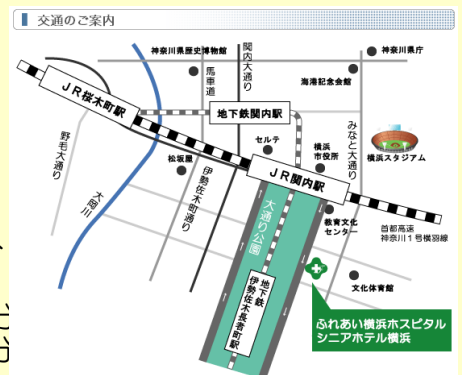 交通のご案内
神奈川県歴史博物館
関内大通り
神奈川県庁
馬車道
海港記念会館
JR桜木町駅
地下鉄関内駅
みなと大通り
セルテ
横浜
市役所
横浜スタジアム
野毛大通り
松坂屋
伊勢佐木町通り
JR関内駅
大岡川
大通り公園
教育文化
センター
首都高速
神奈川1号横羽線
地下鉄
伊勢佐木長者町駅
文化体育館
ふれあい横浜ホスピタル
シニアホテル横浜